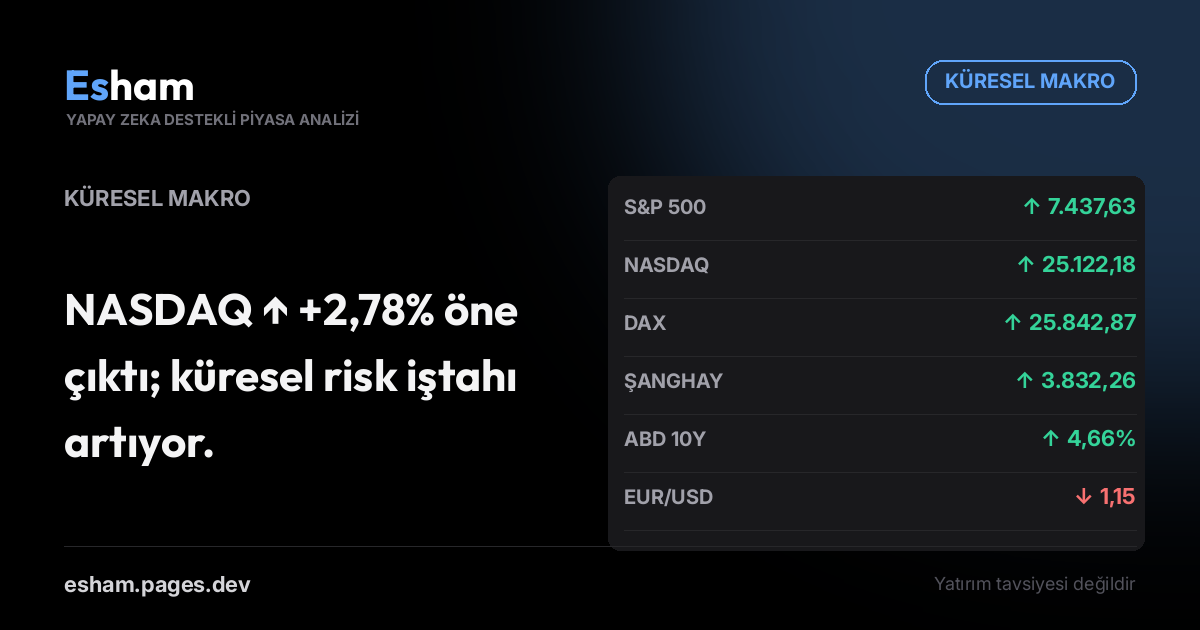 Esham
YAPAY ZEKA DESTEKLİ PİYASA ANALİZİ
KÜRESEL MAKRO
KÜRESEL MAKRO
NASDAQ ↑ +2,78% öne
çıktı; küresel risk iştahı
artıyor.
S&P 500 ↑ 7.437,63
NASDAQ ↑ 25.122,18
DAX ↑ 25.842,87
ŞANGHAY ↑ 3.832,26
ABD 10Y ↑ 4,66%
EUR/USD ↓ 1,15
esham.pages.dev
Yatırım tavsiyesi değildir